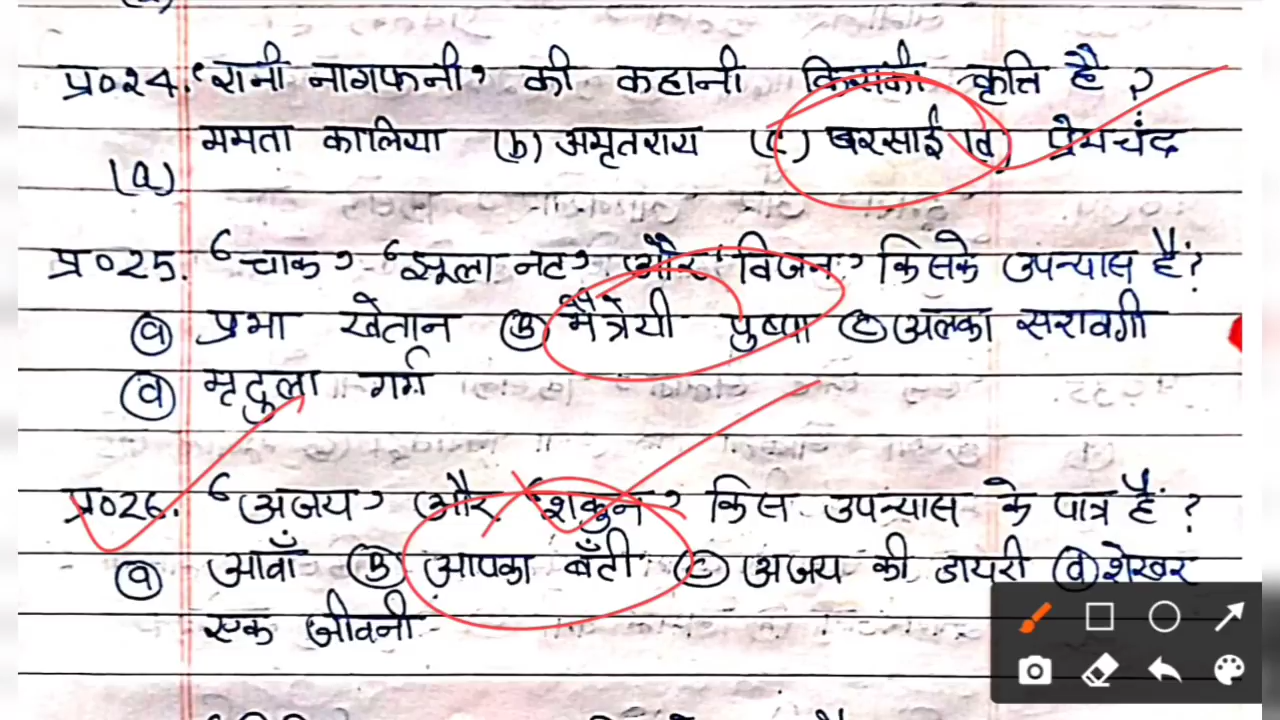 प्र०24. 'रानी नागफनी' की कहानी किसकी कृति है ?
(a) ममता कालिया (b) अमृतराय (c) बरसाई (d) प्रेमचंद
प्र०25. 'चाक' 'झूला नट' और 'विजन' किसके उपन्यास हैं?
(a) प्रभा खेतान (b) मैत्रेयी पुष्पा (c) अलका सरावगी
(d) मृदुला गर्ग
प्र०26. 'अजय' और 'शकुन' किस उपन्यास के पात्र हैं ?
(a) आवाँ (b) आपका बँटी (c) अजय की डायरी (d) शेखर
एक जीवनी